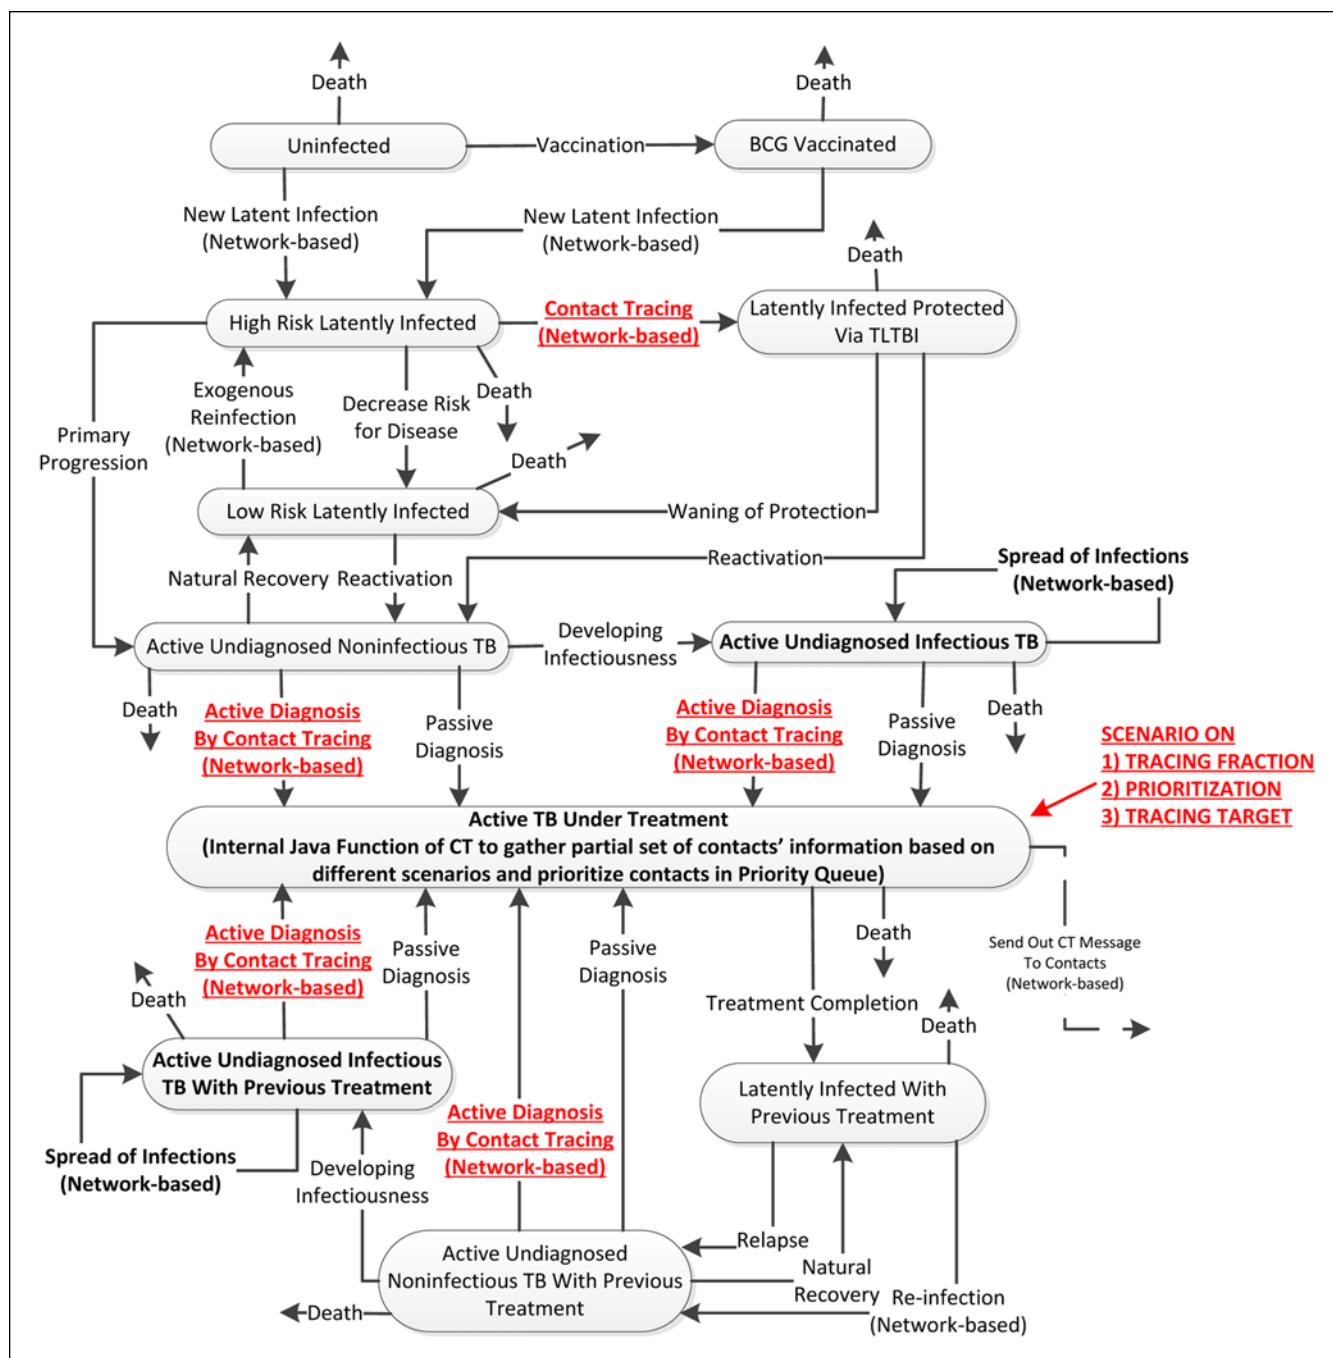 Death
Death
Uninfected
Vaccination
BCG Vaccinated
New Latent Infection
(Network-based)
New Latent Infection
(Network-based)
Death
High Risk Latently Infected
Contact Tracing
(Network-based)
Latently Infected Protected
Via TLTBI
Exogenous
Reinfection
(Network-based)
Decrease Risk
for Disease
Death
Primary
Progression
Death
Low Risk Latently Infected
Waning of Protection
Natural Recovery
Reactivation
Reactivation
Spread of Infections
(Network-based)
Active Undiagnosed Noninfectious TB
Developing
Infectiousness
Active Undiagnosed Infectious TB
Death
Active Diagnosis
By Contact Tracing
(Network-based)
Passive
Diagnosis
Active Diagnosis
By Contact Tracing
(Network-based)
Passive
Diagnosis
Death
SCENARIO ON
1) TRACING FRACTION
2) PRIORITIZATION
3) TRACING TARGET
Active TB Under Treatment
(Internal Java Function of CT to gather partial set of contacts' information based on
different scenarios and prioritize contacts in Priority Queue)
Active Diagnosis
By Contact Tracing
(Network-based)
Passive
Diagnosis
Passive
Diagnosis
Death
Send Out CT Message
To Contacts
(Network-based)
Death
Treatment Completion
Death
Active Undiagnosed Infectious
TB With Previous Treatment
Latently Infected With
Previous Treatment
Spread of Infections
(Network-based)
Developing
Infectiousness
Active Diagnosis
By Contact Tracing
(Network-based)
Relapse
Active Undiagnosed
Noninfectious TB With Previous
Treatment
Natural
Recovery
Re-infection
(Network-based)
Death